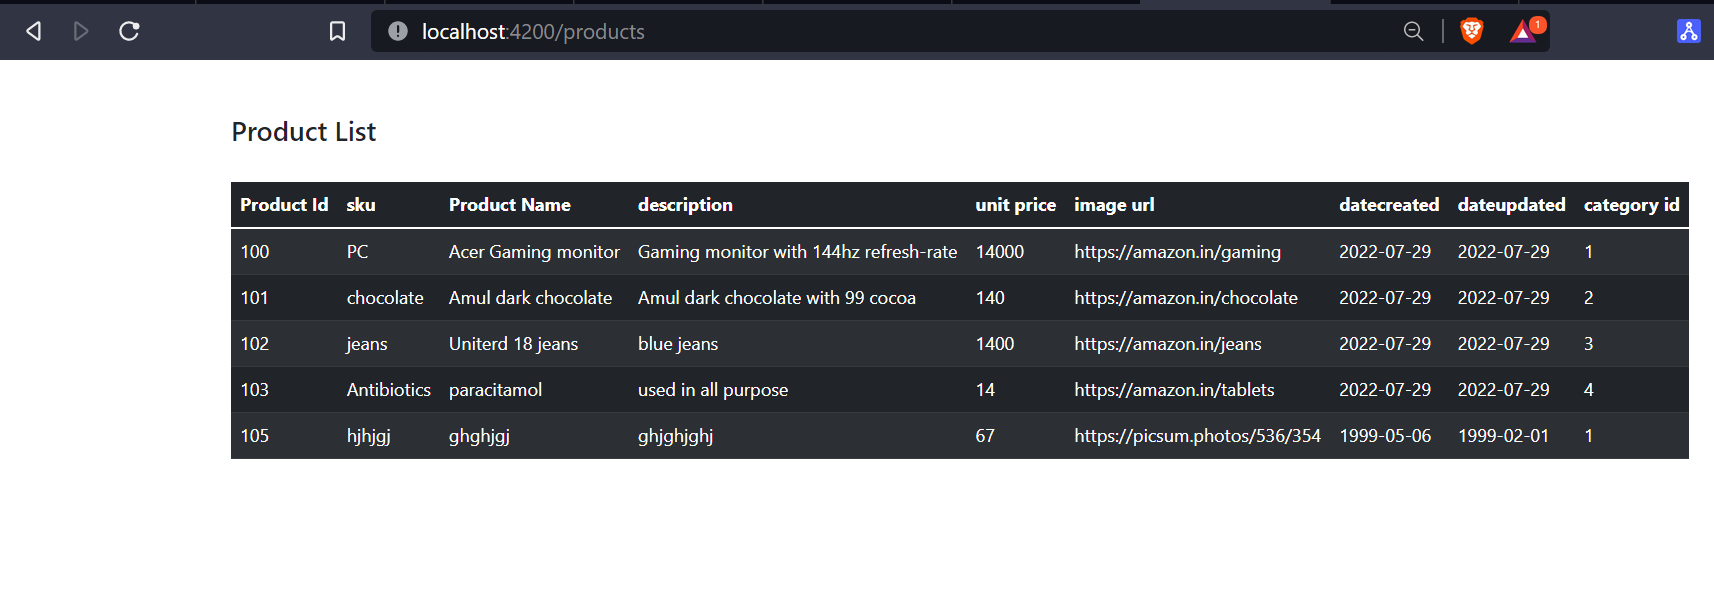 localhost:4200/products
1
Product List
Product Id sku Product Name description unit price image url datecreated dateupdated category id
100 PC Acer Gaming monitor Gaming monitor with 144hz refresh-rate 14000 https://amazon.in/gaming 2022-07-29 2022-07-29 1
101 chocolate Amul dark chocolate Amul dark chocolate with 99 cocoa 140 https://amazon.in/chocolate 2022-07-29 2022-07-29 2
102 jeans Uniterd 18 jeans blue jeans 1400 https://amazon.in/jeans 2022-07-29 2022-07-29 3
103 Antibiotics paracitamol used in all purpose 14 https://amazon.in/tablets 2022-07-29 2022-07-29 4
105 hjhjgj ghghjgj ghjghjghj 67 https://picsum.photos/536/354 1999-05-06 1999-02-01 1